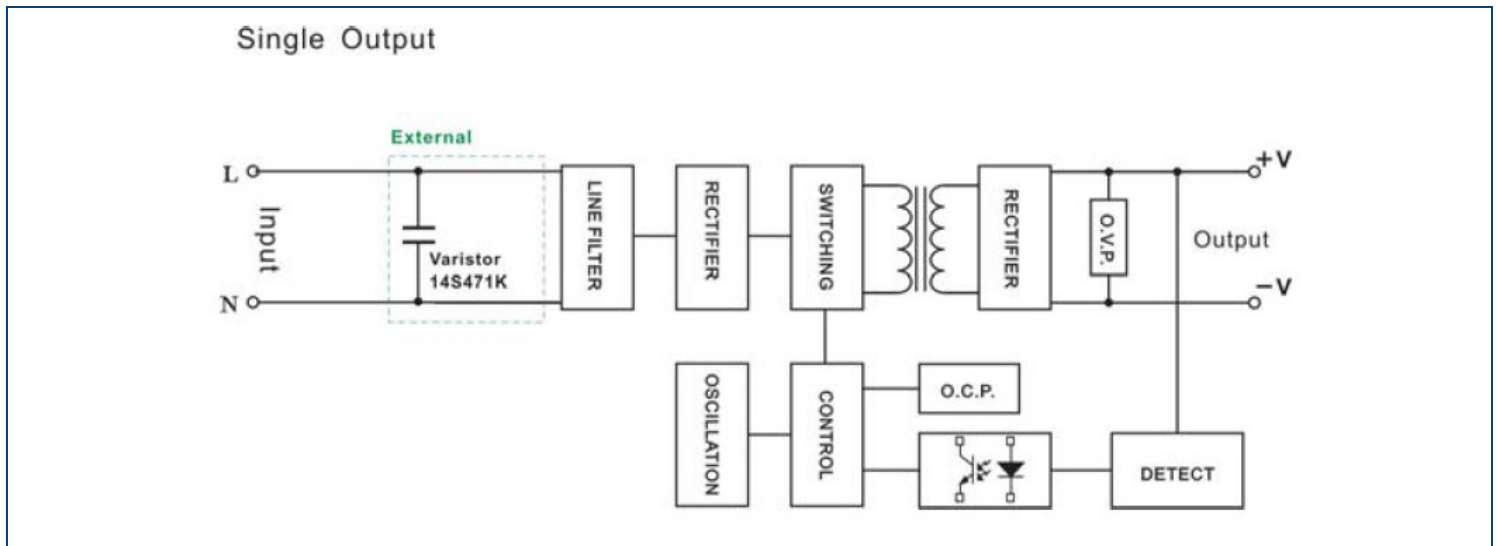 Single Output
External
L
Input
N
Varistor
14S471K
LINE FILTER
RECTIFIER
SWITCHING
RECTIFIER
O.V.P.
+V
Output
−V
OSCILLATION
CONTROL
O.C.P.
DETECT